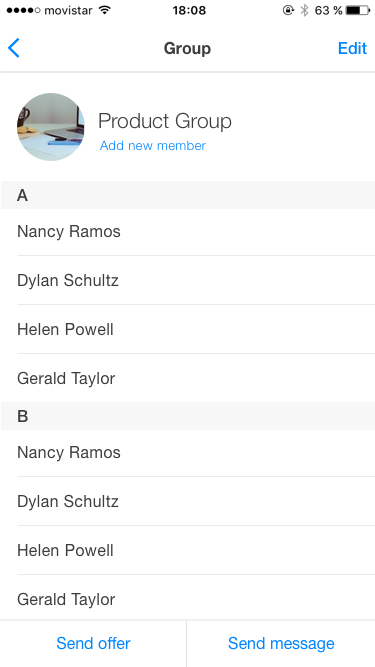 movistar 18:08 63 %
Group Edit
Product Group
Add new member
A
Nancy Ramos
Dylan Schultz
Helen Powell
Gerald Taylor
B
Nancy Ramos
Dylan Schultz
Helen Powell
Gerald Taylor
Send offer Send message